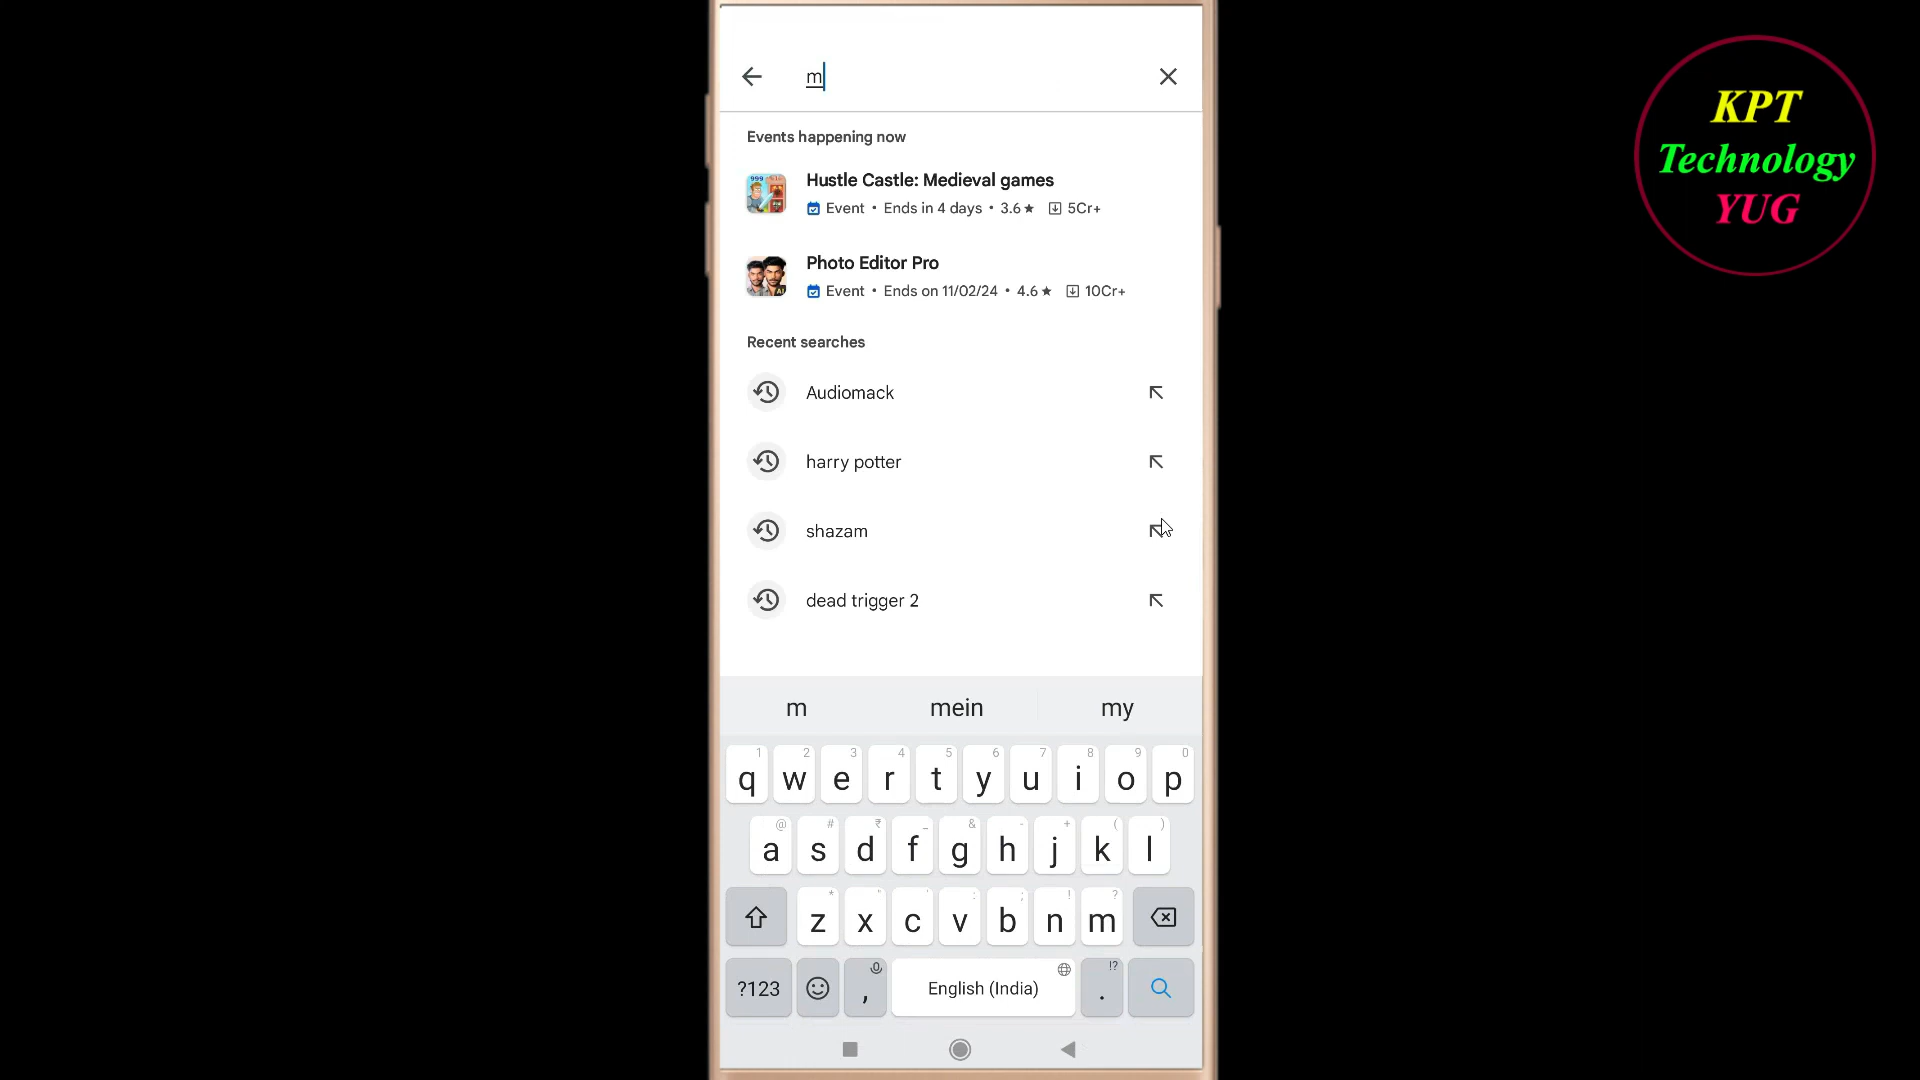 m
Events happening now
Hustle Castle: Medieval games
Event • Ends in 4 days • 3.6★ 5Cr+
Photo Editor Pro
Event • Ends on 11/02/24 • 4.6★ 10Cr+
Recent searches
Audiomack
harry potter
shazam
dead trigger 2
m mein my
1 2 3 4 5 6 7 8 9 0
q w e r t y u i o p
@ # ₹ _ & - + ( )
a s d f g h j k l
* " ' : ; ! ?
z x c v b n m
!?
?123 , English (India) .
KPT
Technology
YUG
999
AI